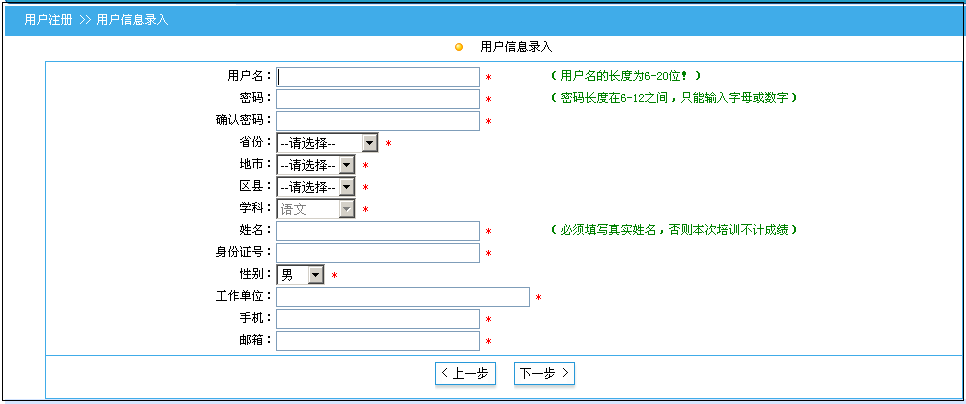 用户注册 >> 用户信息录入
用户信息录入
用户名： * （用户名的长度为6-20位！）
密码： * （密码长度在6-12之间，只能输入字母或数字）
确认密码： *
省份： --请选择-- *
地市： --请选择-- *
区县： --请选择-- *
学科： 语文 *
姓名： * （必须填写真实姓名，否则本次培训不计成绩）
身份证号： *
性别： 男 *
工作单位： *
手机： *
邮箱： *
< 上一步 下一步 >